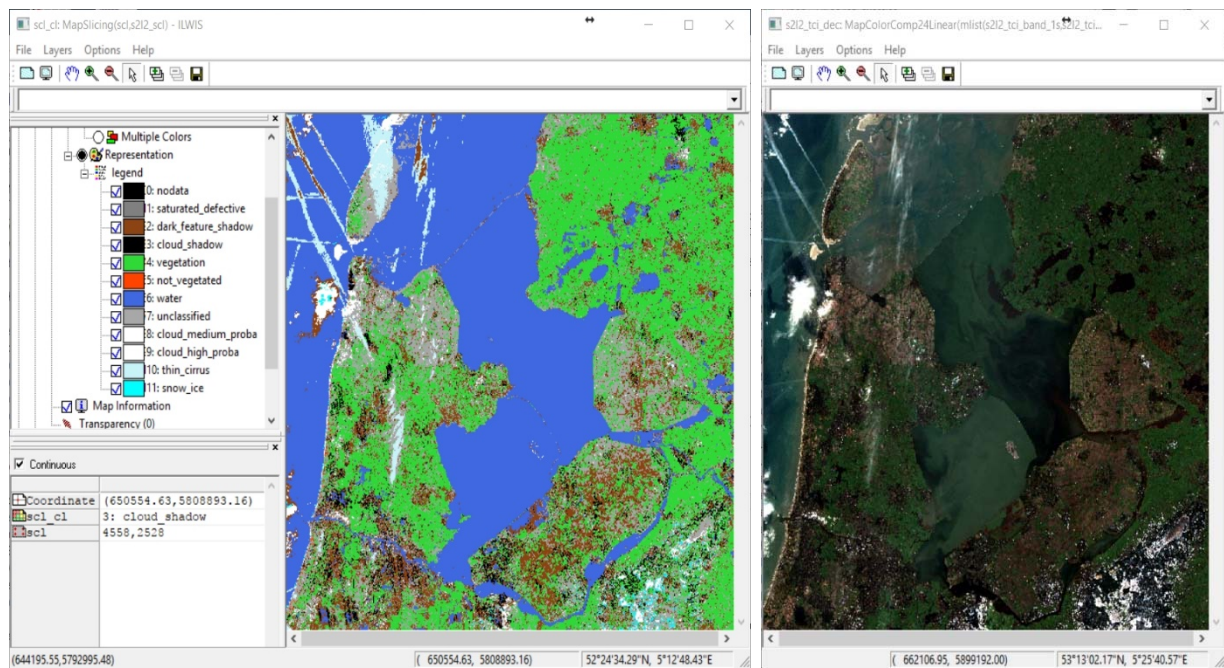 scl_cl: MapSlicing(scl,s2l2_scl) - ILWIS
File Layers Options Help
Multiple Colors
Representation
legend
0: nodata
1: saturated_defective
2: dark_feature_shadow
3: cloud_shadow
4: vegetation
5: not_vegetated
6: water
7: unclassified
8: cloud_medium_proba
9: cloud_high_proba
10: thin_cirrus
11: snow_ice
Map Information
Transparency (0)
Continuous
Coordinate (650554.63,5808893.16)
scl_cl 3: cloud_shadow
scl 4558,2528
(644195.55,5792995.48)
( 650554.63, 5808893.16) 52°24'34.29"N, 5°12'48.43"E
s2l2_tci_dec: MapColorComp24Linear(mlist(s2l2_tci_band_1s,s2l2_tci...
File Layers Options Help
( 662106.95, 5899192.00) 53°13'02.17"N, 5°25'40.57"E